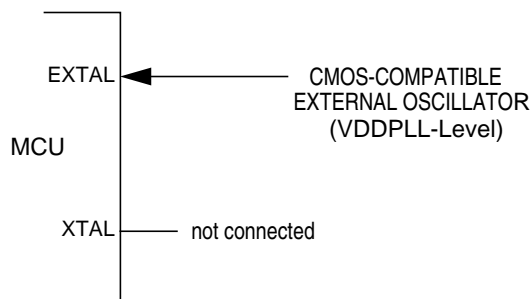 EXTAL
CMOS-COMPATIBLE
EXTERNAL OSCILLATOR
(VDDPLL-Level)
MCU
XTAL
not connected